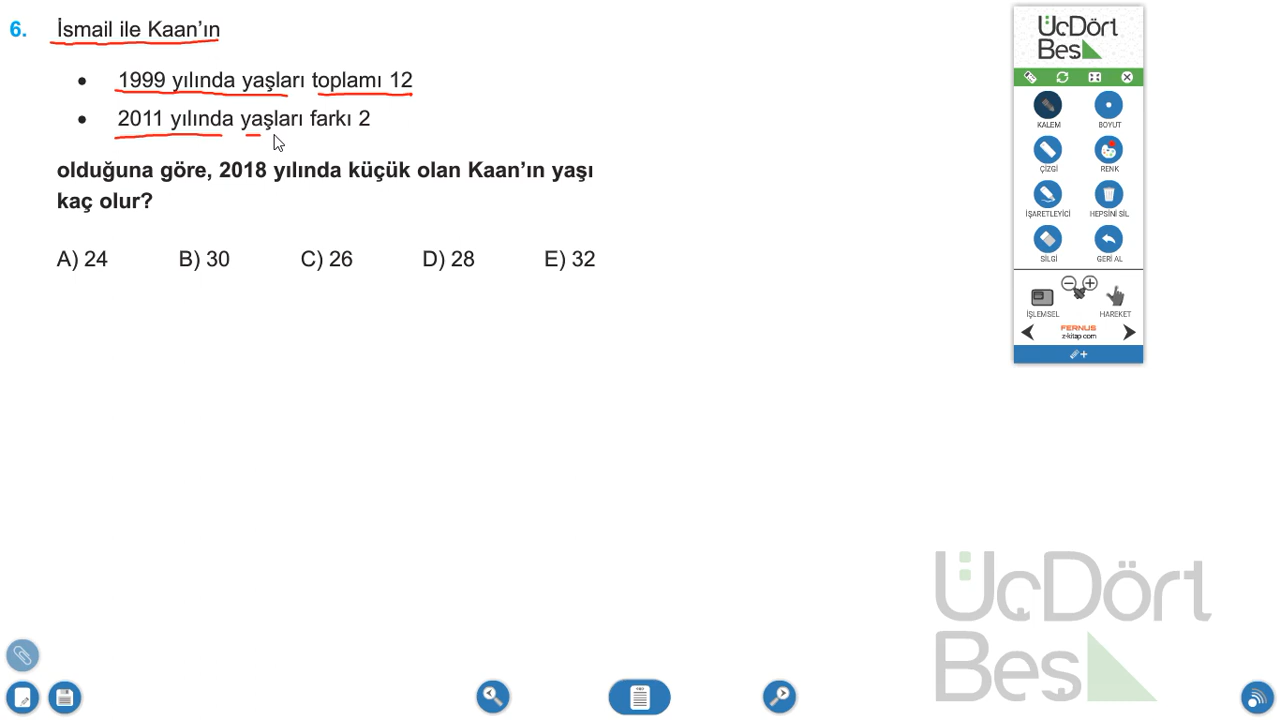 6. İsmail ile Kaan’ın
• 1999 yılında yaşları toplamı 12
• 2011 yılında yaşları farkı 2
olduğuna göre, 2018 yılında küçük olan Kaan’ın yaşı
kaç olur?
A) 24 B) 30 C) 26 D) 28 E) 32
ÜçDört
Beş
KALEM BOYUT
ÇİZGİ RENK
İŞARETLEYİCİ HEPSİNİ SİL
SİLGİ GERİ AL
İŞLEMSEL HAREKET
FERNUS
z-kitap.com
ÜçDört
Beş